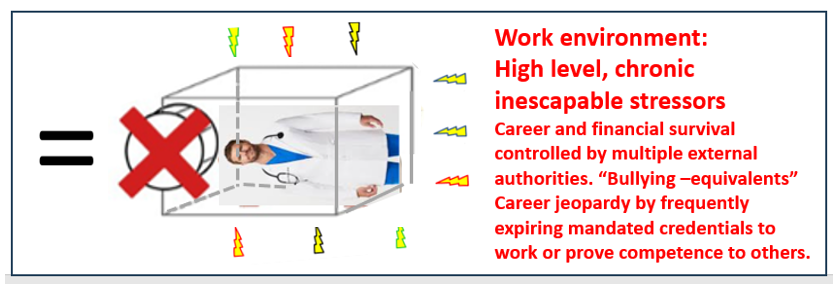 Work environment:
High level, chronic
inescapable stressors
Career and financial survival
controlled by multiple external
authorities. “Bullying –equivalents”
Career jeopardy by frequently
expiring mandated credentials to
work or prove competence to others.